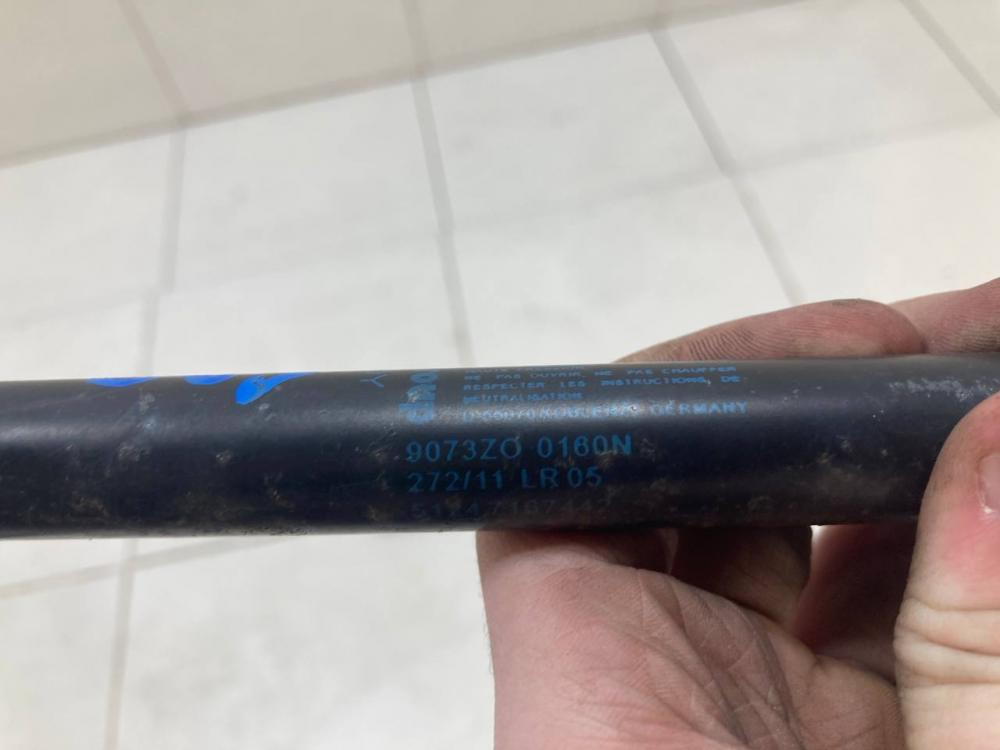 NE PAS OUVRIR, NE PAS CHAUFFER
RESPECTER LES INSTRUCTIONS DE
NEUTRALISATION
GERMANY
9073ZO 0160N
272/11 LR 05